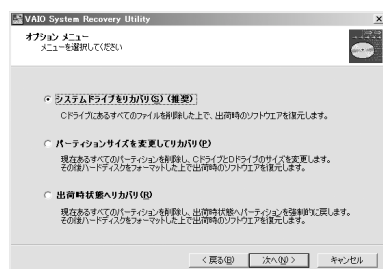 VAIO System Recovery Utility
オプション メニュー
メニューを選択してください
システムドライブをリカバリ(S) (推奨)
Cドライブにあるすべてのファイルを削除した上で、出荷時のソフトウエアを復元します。
パーティションサイズを変更してリカバリ(P)
現在あるすべてのパーティションを削除し、CドライブとDドライブのサイズを変更します。
その後ハードディスクをフォーマットした上で出荷時のソフトウエアを復元します。
出荷時状態へリカバリ(R)
現在あるすべてのパーティションを削除し、出荷時状態へパーティションを強制的に戻します。
その後ハードディスクをフォーマットした上で出荷時のソフトウエアを復元します。
< 戻る(B) 次へ(N) > キャンセル